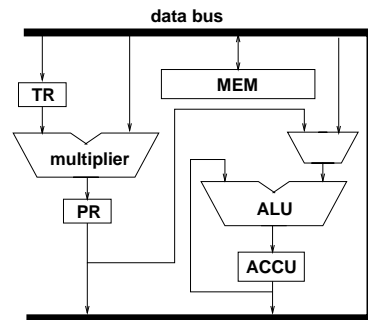 data bus
TR
MEM
multiplier
PR
ALU
ACCU